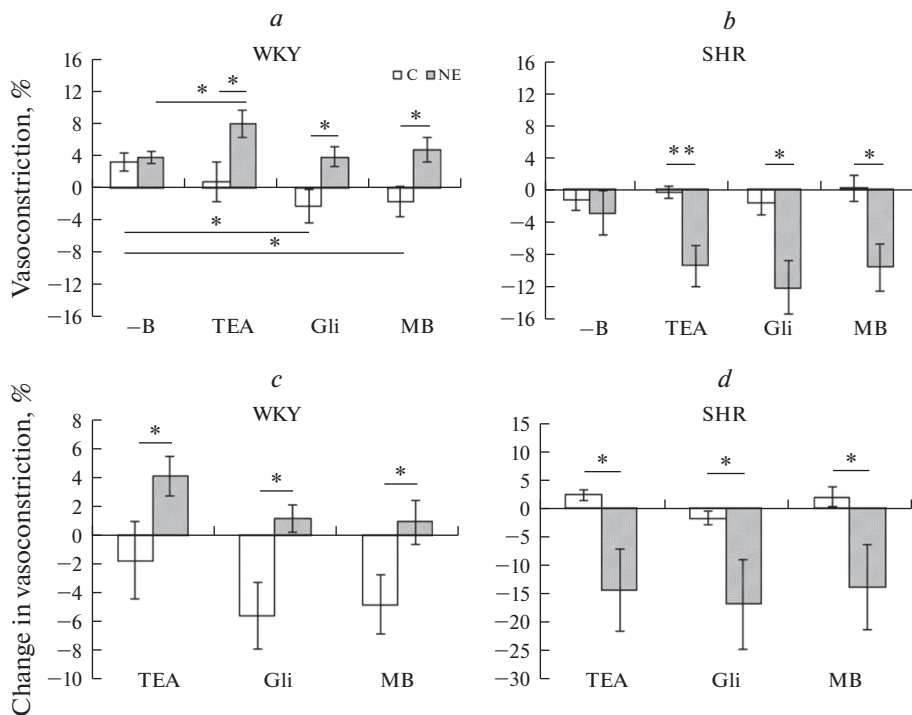 a
WKY
Vasoconstriction, %
16
12
8
4
0
−4
−8
−12
−16
C NE
* * * *
*
*
−B TEA Gli MB
b
SHR
16
12
8
4
0
−4
−8
−12
−16
** * *
−B TEA Gli MB
c
WKY
Change in vasoconstriction, %
8
6
4
2
0
−2
−4
−6
−8
−10
* * *
TEA Gli MB
d
SHR
15
10
5
0
−5
−10
−15
−20
−25
−30
* * *
TEA Gli MB